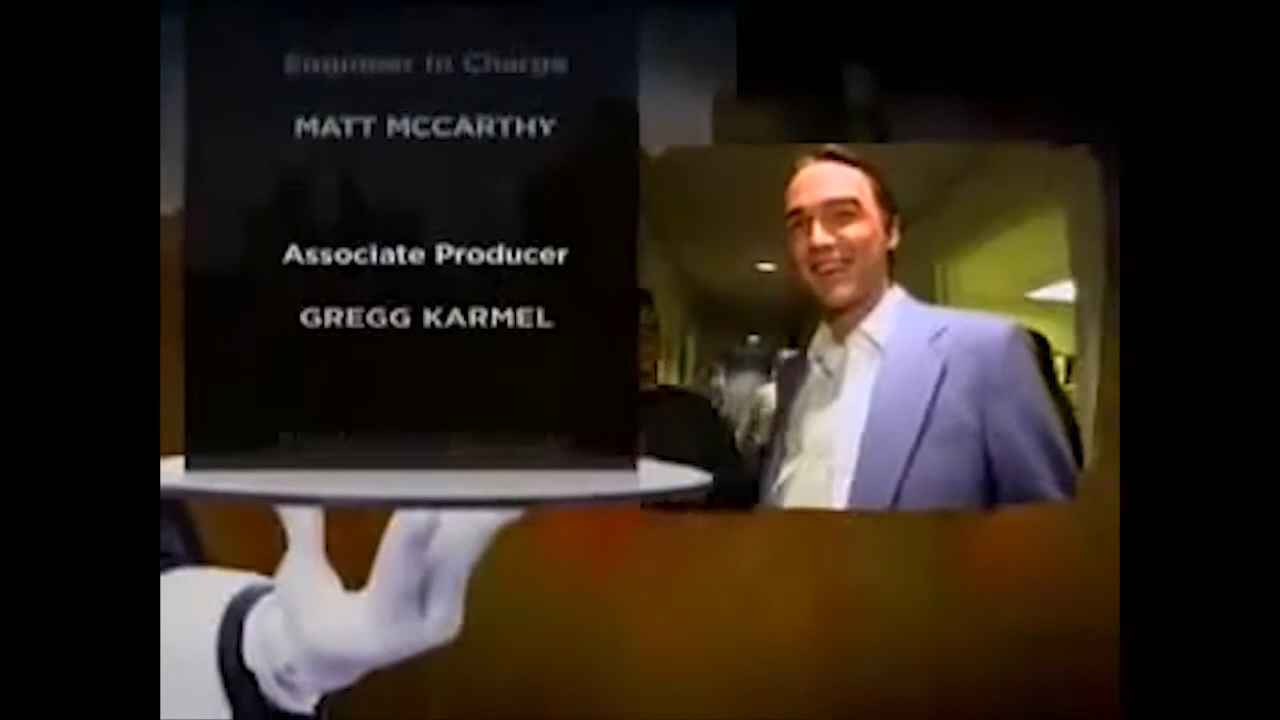 Engineer In Charge
MATT MCCARTHY
Associate Producer
GREGG KARMEL